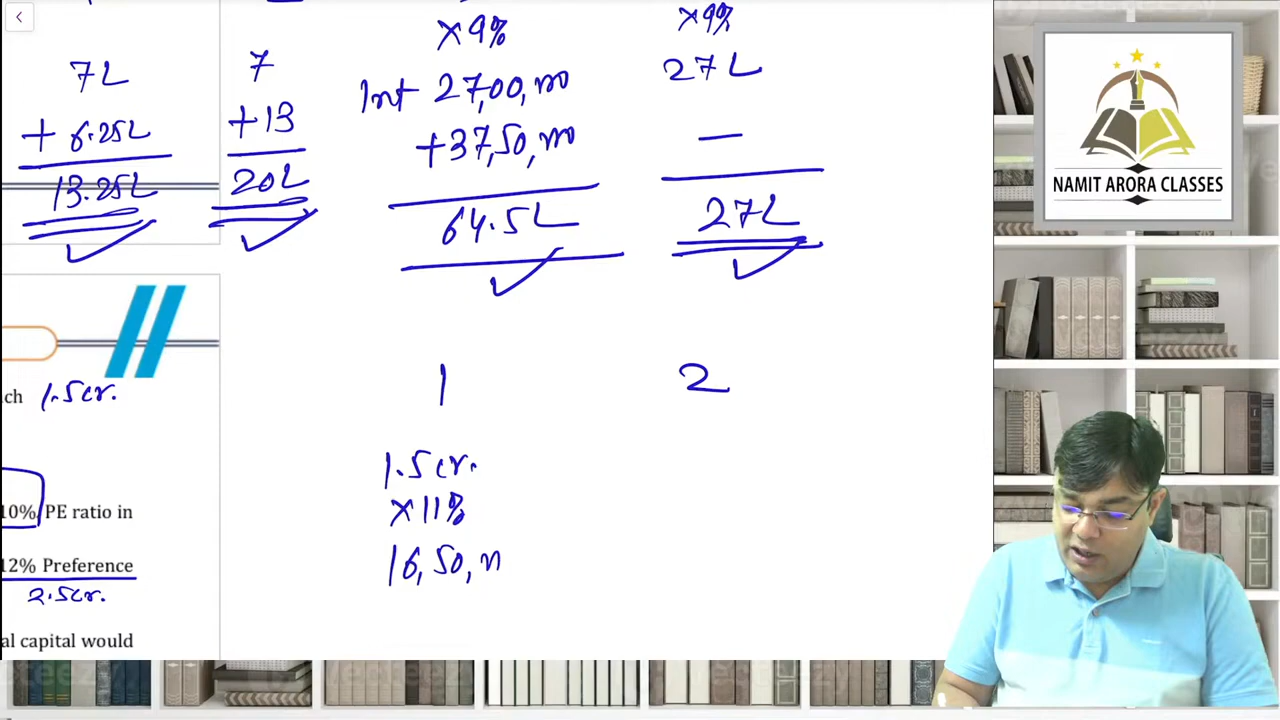 ×9%
×9%
7L
7
Int 27,00,000
27L
+ 6.25L
+13
+37,50,000
—
13.25L
20L
64.5L
27L
NAMIT ARORA CLASSES
ch 1.5cr.
1
2
1.5cr.
×11%
16,50,
10% PE ratio in
12% Preference
2.5cr.
al capital would